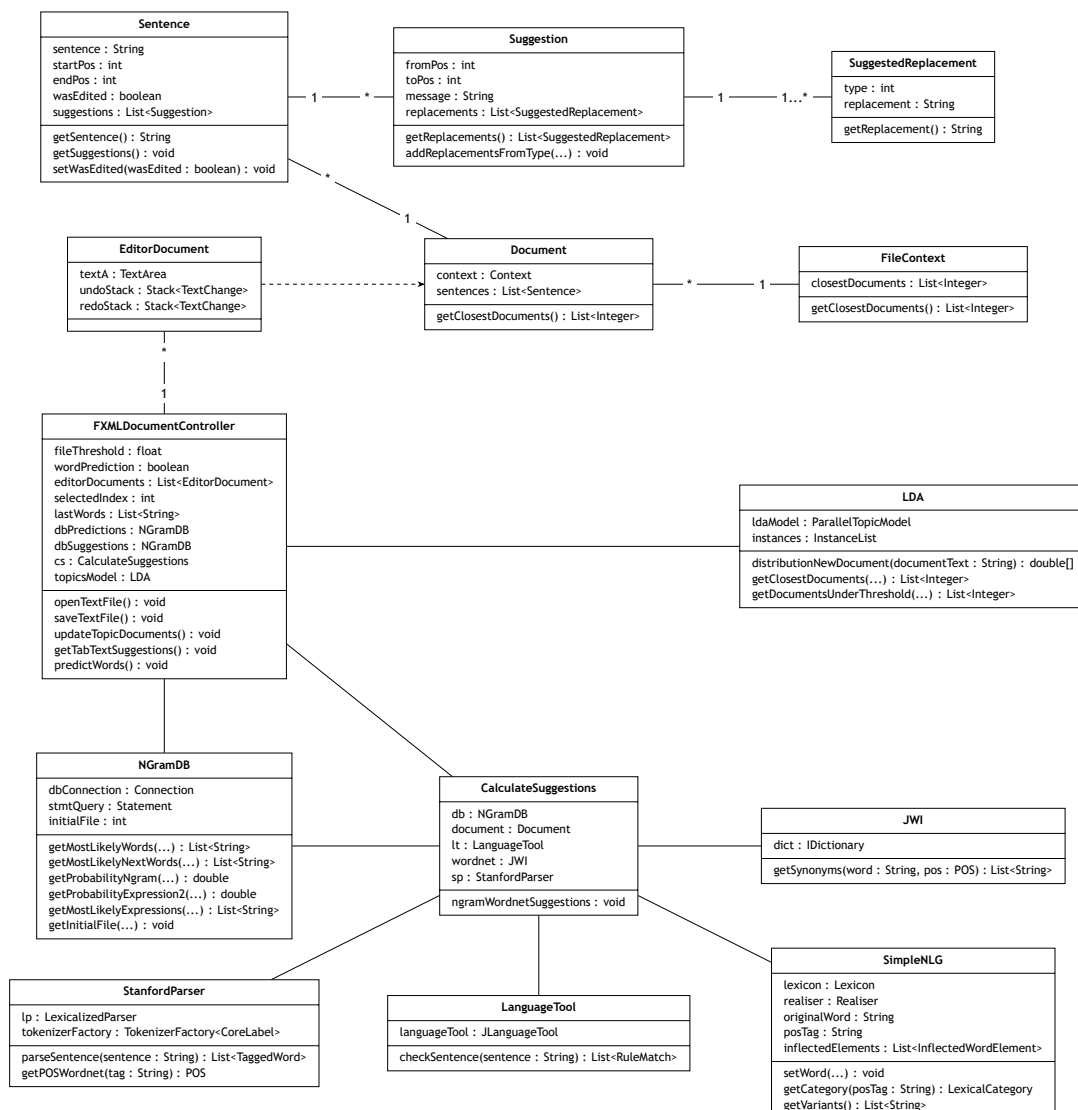 Sentence
sentence : String
startPos : int
endPos : int
wasEdited : boolean
suggestions : List<Suggestion>
getSentence() : String
getSuggestions() : void
setWasEdited(wasEdited : boolean) : void
1
*
Suggestion
fromPos : int
toPos : int
message : String
replacements : List<SuggestedReplacement>
getReplacements() : List<SuggestedReplacement>
addReplacementsFromType(...) : void
1
1...*
SuggestedReplacement
type : int
replacement : String
getReplacement() : String
*
1
EditorDocument
textA : TextArea
undoStack : Stack<TextChange>
redoStack : Stack<TextChange>
Document
context : Context
sentences : List<Sentence>
getClosestDocuments() : List<Integer>
*
1
FileContext
closestDocuments : List<Integer>
getClosestDocuments() : List<Integer>
*
1
FXMLDocumentController
fileThreshold : float
wordPrediction : boolean
editorDocuments : List<EditorDocument>
selectedIndex : int
lastWords : List<String>
dbPredictions : NGramDB
dbSuggestions : NGramDB
cs : CalculateSuggestions
topicsModel : LDA
openTextFile() : void
saveTextFile() : void
updateTopicDocuments() : void
getTabTextSuggestions() : void
predictWords() : void
LDA
ldaModel : ParallelTopicModel
instances : InstanceList
distributionNewDocument(documentText : String) : double[]
getClosestDocuments(...) : List<Integer>
getDocumentsUnderThreshold(...) : List<Integer>
NGramDB
dbConnection : Connection
stmtQuery : Statement
initialFile : int
getMostLikelyWords(...) : List<String>
getMostLikelyNextWords(...) : List<String>
getProbabilityNgram(...) : double
getProbabilityExpression2(...) : double
getMostLikelyExpressions(...) : List<String>
getInitialFile(...) : void
CalculateSuggestions
db : NGramDB
document : Document
lt : LanguageTool
wordnet : JWI
sp : StanfordParser
ngramWordnetSuggestions : void
JWI
dict : IDictionary
getSynonyms(word : String, pos : POS) : List<String>
StanfordParser
lp : LexicalizedParser
tokenizerFactory : TokenizerFactory<CoreLabel>
parseSentence(sentence : String) : List<TaggedWord>
getPOSWordnet(tag : String) : POS
LanguageTool
languageTool : JLanguageTool
checkSentence(sentence : String) : List<RuleMatch>
SimpleNLG
lexicon : Lexicon
realiser : Realiser
originalWord : String
posTag : String
inflectedElements : List<InflectedWordElement>
setWord(...) : void
getCategory(posTag : String) : LexicalCategory
getVariants() : List<String>